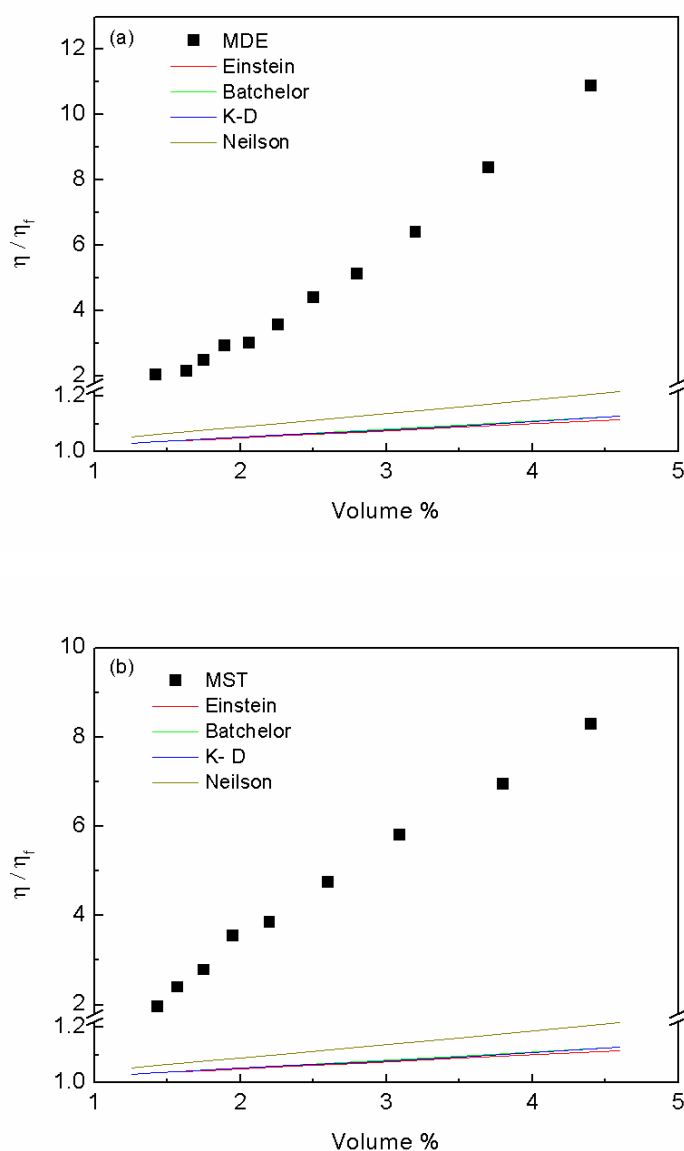 (a)
MDE
Einstein
Batchelor
K-D
Neilson
12
10
8
6
4
2
1.2
1.0
η / ηf
1 2 3 4 5
Volume %
(b)
MST
Einstein
Batchelor
K- D
Neilson
10
8
6
4
2
1.2
1.0
η / ηf
1 2 3 4 5
Volume %